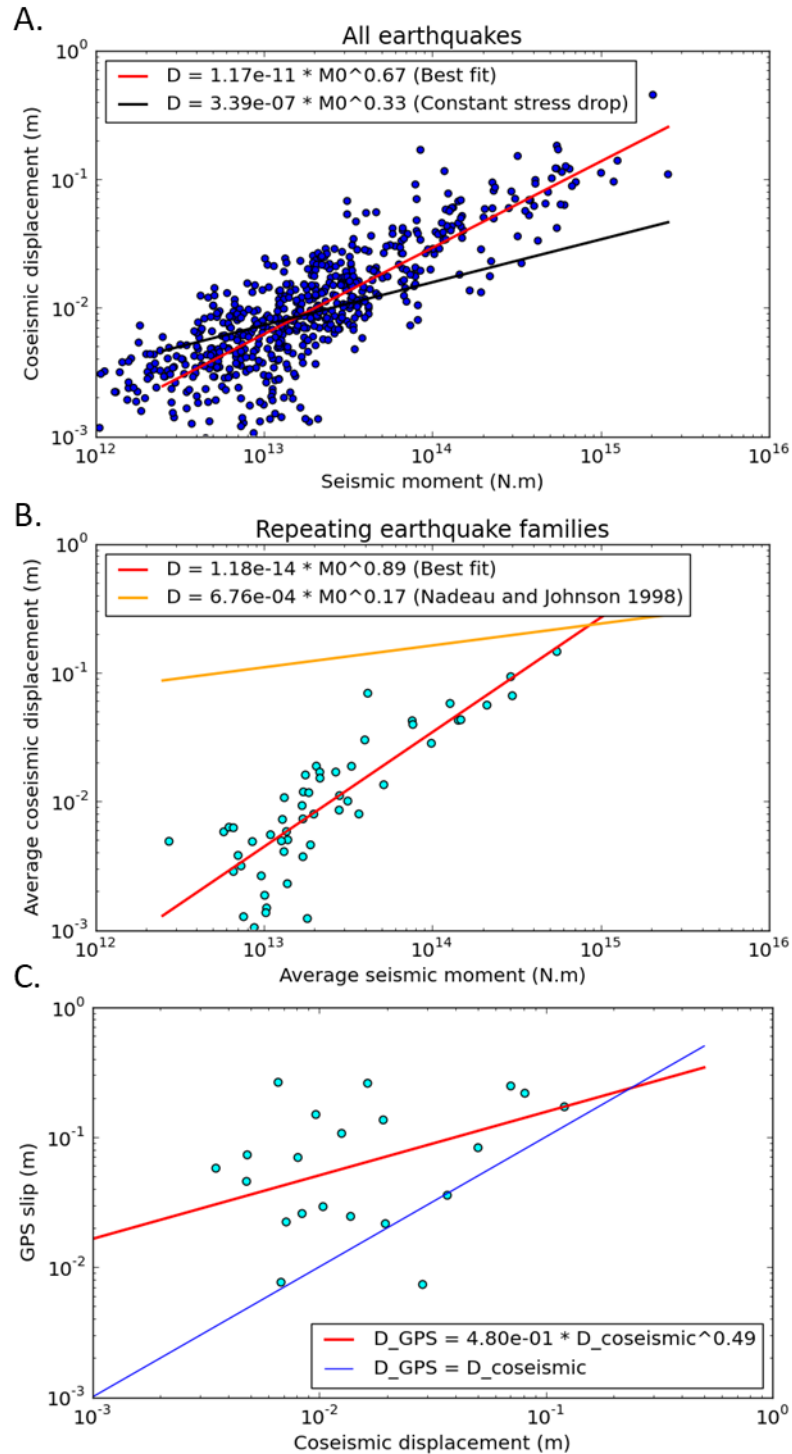 A.
All earthquakes
10^0
D = 1.17e-11 * M0^0.67 (Best fit)
D = 3.39e-07 * M0^0.33 (Constant stress drop)
10^-1
Coseismic displacement (m)
10^-2
10^-3
10^12 10^13 10^14 10^15 10^16
Seismic moment (N.m)
B.
Repeating earthquake families
10^0
D = 1.18e-14 * M0^0.89 (Best fit)
D = 6.76e-04 * M0^0.17 (Nadeau and Johnson 1998)
10^-1
Average coseismic displacement (m)
10^-2
10^-3
10^12 10^13 10^14 10^15 10^16
Average seismic moment (N.m)
C.
10^0
10^-1
GPS slip (m)
10^-2
D_GPS = 4.80e-01 * D_coseismic^0.49
D_GPS = D_coseismic
10^-3
10^-3 10^-2 10^-1 10^0
Coseismic displacement (m)